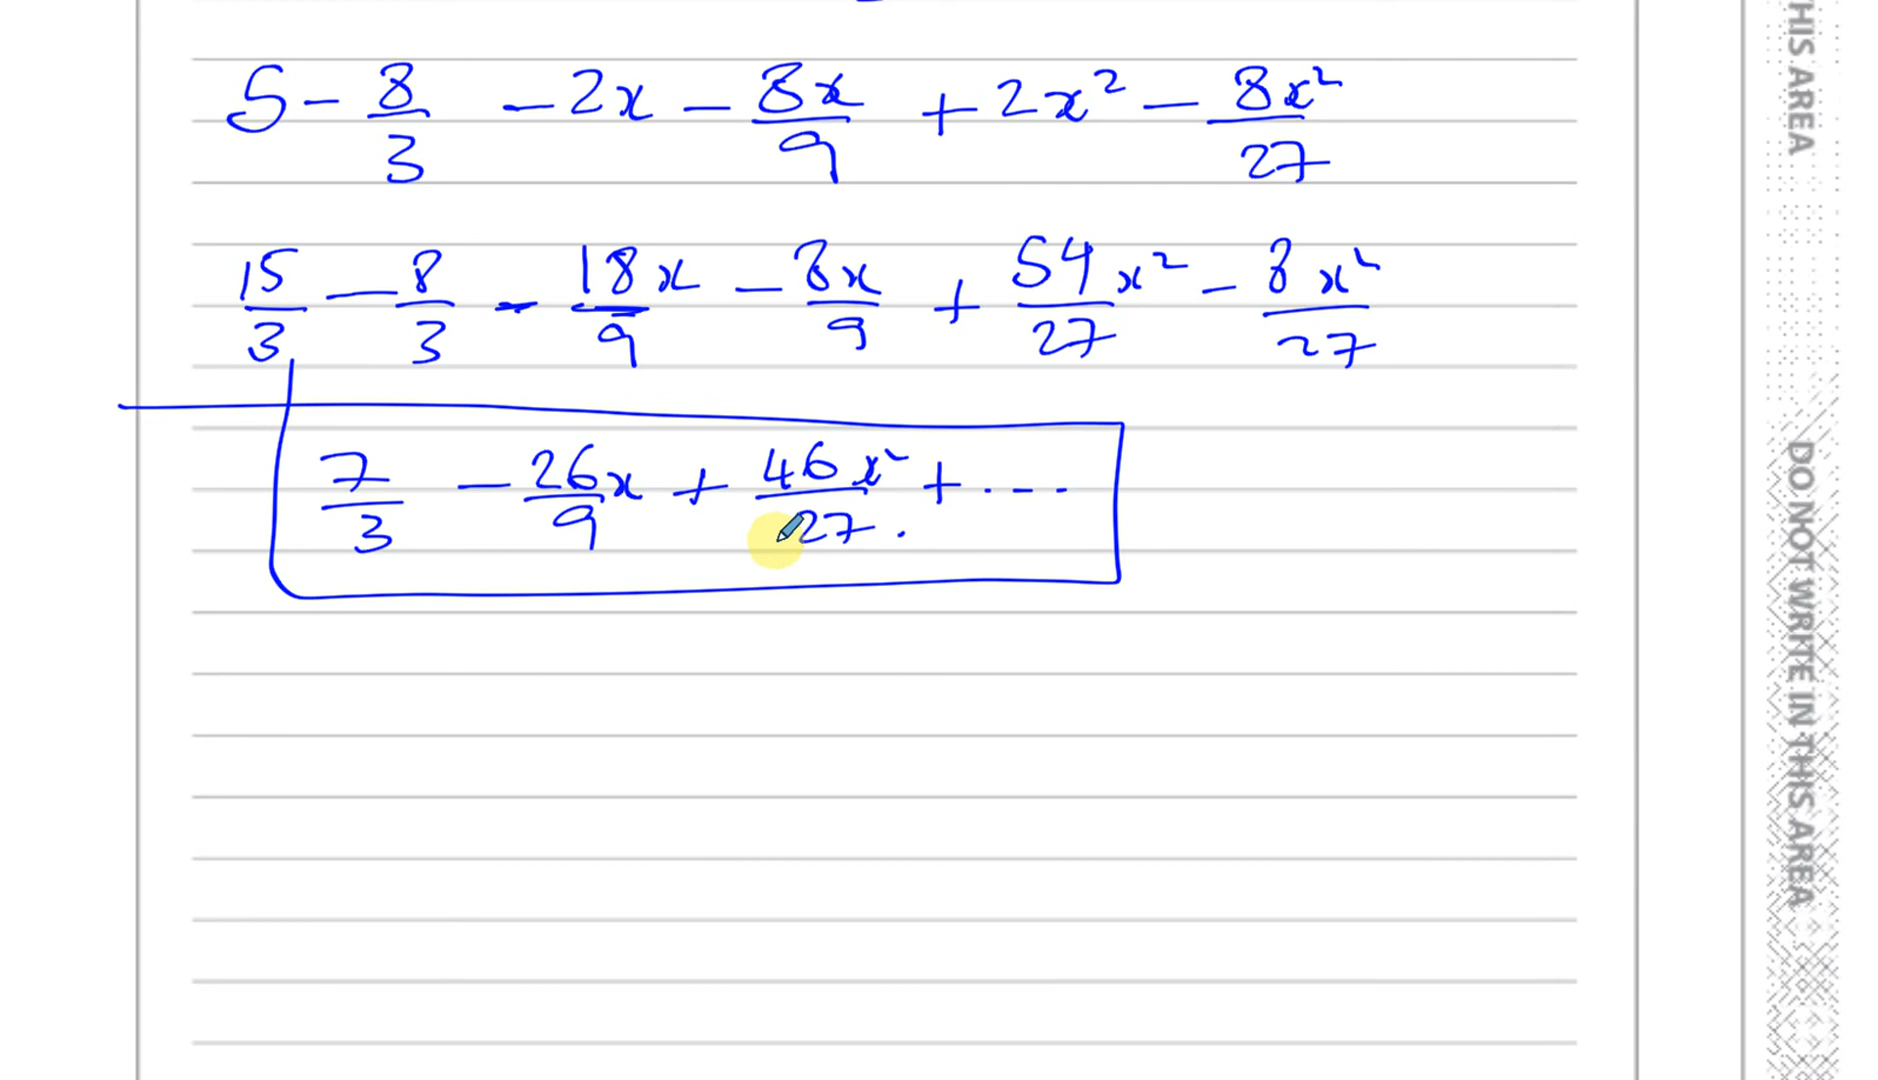 5 - 8/3 - 2x - 8x/9 + 2x² - 8x²/27
15/3 - 8/3 - 18x/9 - 8x/9 + 54x²/27 - 8x²/27
7/3 - 26x/9 + 46x²/27 + ....
THIS AREA
DO NOT WRITE IN THIS AREA